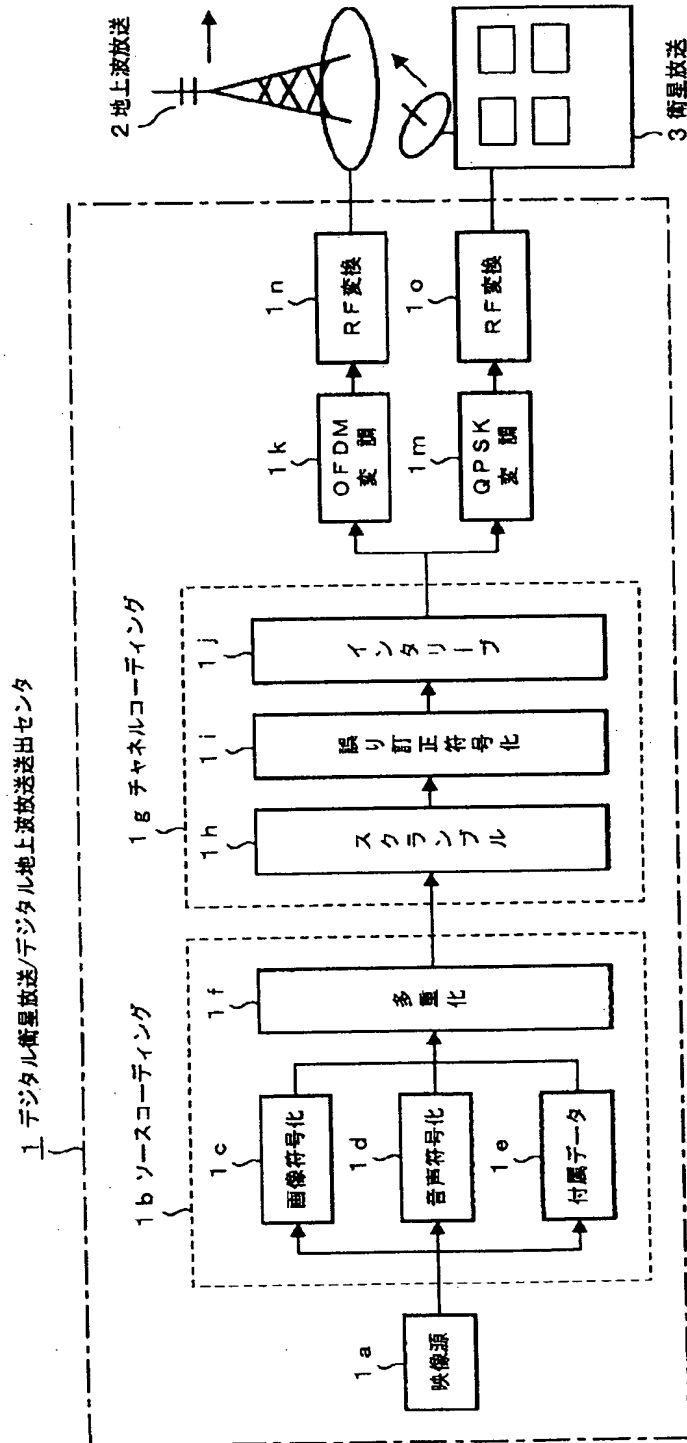 1 デジタル衛星放送/デジタル地上波放送送出センタ
1b ソースコーディング
1g チャネルコーディング
1a
映像源
1c
画像符号化
1d
音声符号化
1e
付属データ
1f
多重化
1h
スクランブル
1i
誤り訂正符号化
1j
インタリーブ
1k
OFDM
変調
1m
QPSK
変調
1n
RF変換
1o
RF変換
2 地上波放送
3 衛星放送